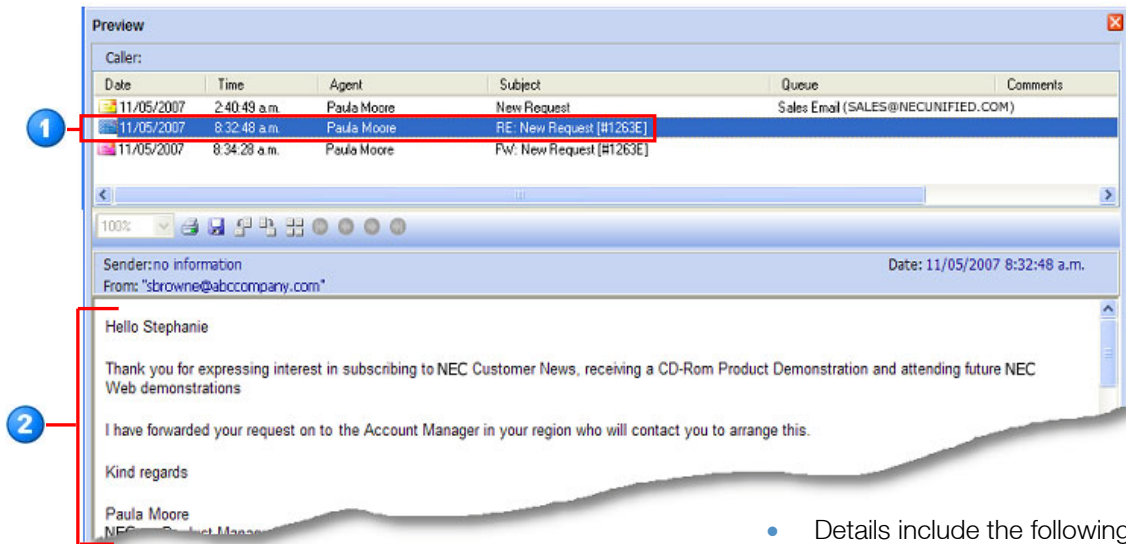 Preview
Caller:
Date Time Agent Subject Queue Comments
11/05/2007 2:40:49 a.m. Paula Moore New Request Sales Email (SALES@NECUNIFIED.COM)
1
11/05/2007 8:32:48 a.m. Paula Moore RE: New Request [#1263E]
11/05/2007 8:34:28 a.m. Paula Moore FW: New Request [#1263E]
100%
Sender:no information Date: 11/05/2007 8:32:48 a.m.
From: "sbrowne@abccompany.com"
Hello Stephanie
Thank you for expressing interest in subscribing to NEC Customer News, receiving a CD-Rom Product Demonstration and attending future NEC
Web demonstrations
2
I have forwarded your request on to the Account Manager in your region who will contact you to arrange this.
Kind regards
Paula Moore
• Details include the following